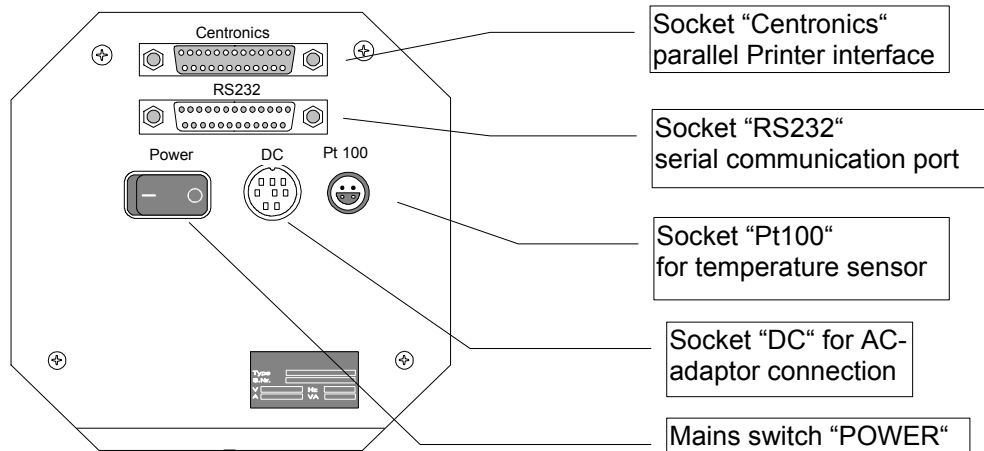 Centronics
RS232
Power
DC
Pt 100
Type
S.Nr.
V
Hz
A
VA
Socket “Centronics“
parallel Printer interface
Socket “RS232“
serial communication port
Socket “Pt100“
for temperature sensor
Socket “DC“ for AC-
adaptor connection
Mains switch “POWER“